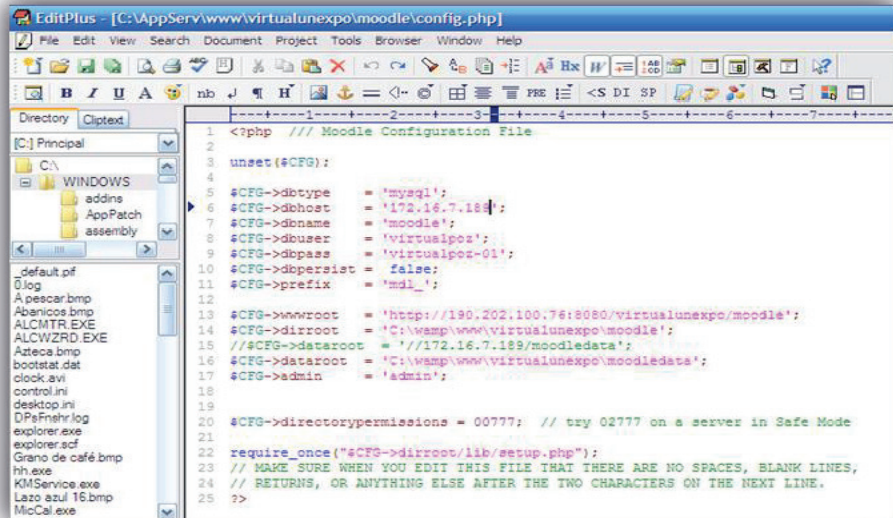 EditPlus - [C:\AppServ\www\virtualunexpo\moodle\config.php]
File Edit View Search Document Project Tools Browser Window Help
B I U A nb H PRE <S DI SP
Directory Cliptext
[C:] Principal
C:\
WINDOWS
addins
AppPatch
assembly
_default.pif
0.log
A pescar.bmp
Abanicos.bmp
ALCMTR.EXE
ALCWZRD.EXE
Azteca.bmp
bootstat.dat
clock.avi
control.ini
desktop.ini
DPsFnshr.log
explorer.exe
explorer.scf
Grano de café.bmp
hh.exe
KMService.exe
Lazo azul 16.bmp
MicCal.exe
----+----1----+----2----+----3----+----4----+----5----+----6----+----7----+----
1 <?php /// Moodle Configuration File
2
3 unset($CFG);
4
5 $CFG->dbtype = 'mysql';
6 $CFG->dbhost = '172.16.7.189';
7 $CFG->dbname = 'moodle';
8 $CFG->dbuser = 'virtualpoz';
9 $CFG->dbpass = 'virtualpoz-01';
10 $CFG->dbpersist = false;
11 $CFG->prefix = 'mdl_';
12
13 $CFG->wwwroot = 'http://190.202.100.76:8080/virtualunexpo/moodle';
14 $CFG->dirroot = 'C:\wamp\www\virtualunexpo\moodle';
15 //$CFG->dataroot = '//172.16.7.189/moodledata';
16 $CFG->dataroot = 'C:\wamp\www\virtualunexpo\moodledata';
17 $CFG->admin = 'admin';
18
19
20 $CFG->directorypermissions = 00777; // try 02777 on a server in Safe Mode
21
22 require_once("$CFG->dirroot/lib/setup.php");
23 // MAKE SURE WHEN YOU EDIT THIS FILE THAT THERE ARE NO SPACES, BLANK LINES,
24 // RETURNS, OR ANYTHING ELSE AFTER THE TWO CHARACTERS ON THE NEXT LINE.
25 ?>